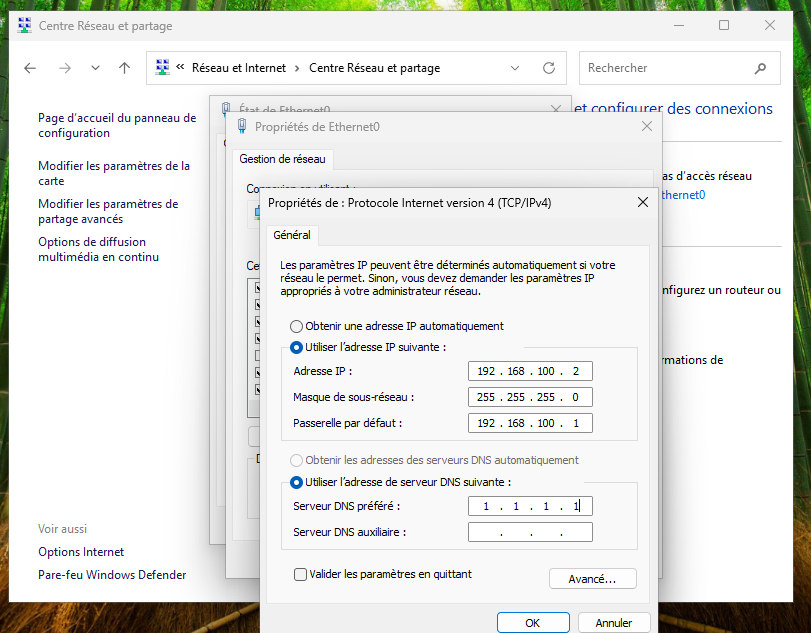 Centre Réseau et partage
« Réseau et Internet › Centre Réseau et partage
Rechercher
Page d'accueil du panneau de
configuration
Modifier les paramètres de la
carte
Modifier les paramètres de
partage avancés
Options de diffusion
multimédia en continu
Voir aussi
Options Internet
Pare-feu Windows Defender
et configurer des connexions
d'accès réseau
thernet0
nfigurez un routeur ou
rmations de
État de Ethernet0
Propriétés de Ethernet0
Gestion de réseau
Connexion en utilisant :
Ce
Propriétés de : Protocole Internet version 4 (TCP/IPv4)
Général
Les paramètres IP peuvent être déterminés automatiquement si votre
réseau le permet. Sinon, vous devez demander les paramètres IP
appropriés à votre administrateur réseau.
Obtenir une adresse IP automatiquement
Utiliser l'adresse IP suivante :
Adresse IP : 192 . 168 . 100 . 2
Masque de sous-réseau : 255 . 255 . 255 . 0
Passerelle par défaut : 192 . 168 . 100 . 1
Obtenir les adresses des serveurs DNS automatiquement
Utiliser l'adresse de serveur DNS suivante :
Serveur DNS préféré : 1 . 1 . 1 . 1
Serveur DNS auxiliaire : . . .
Valider les paramètres en quittant
Avancé...
OK
Annuler